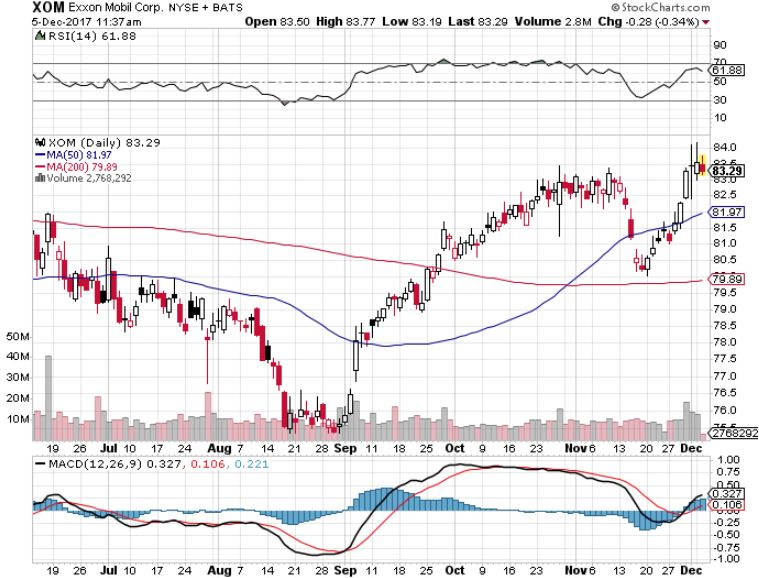 XOM Exxon Mobil Corp. NYSE + BATS
© StockCharts.com
5-Dec-2017 11:37am
Open 83.50 High 83.77 Low 83.19 Last 83.29 Volume 2.8M Chg -0.28 (-0.34%)
RSI(14) 61.88
90
70
61.88
50
30
10
XOM (Daily) 83.29
MA(50) 81.97
MA(200) 79.89
Volume 2,768,292
84.0
83.5
83.29
83.0
82.5
81.97
81.5
81.0
80.5
79.89
79.5
79.0
78.5
78.0
77.5
77.0
76.5
76.0
75.5
2768292
50M
40M
30M
20M
10M
19 26 Jul 10 17 24 Aug 7 14 21 28 Sep 11 18 25 Oct 9 16 23 Nov 6 13 20 27 Dec
MACD(12,26,9) 0.327, 0.106, 0.221
1.00
0.75
0.50
0.327
0.106
0.00
-0.25
-0.50
-0.75
-1.00
19 26 Jul 10 17 24 Aug 7 14 21 28 Sep 11 18 25 Oct 9 16 23 Nov 6 13 20 27 Dec